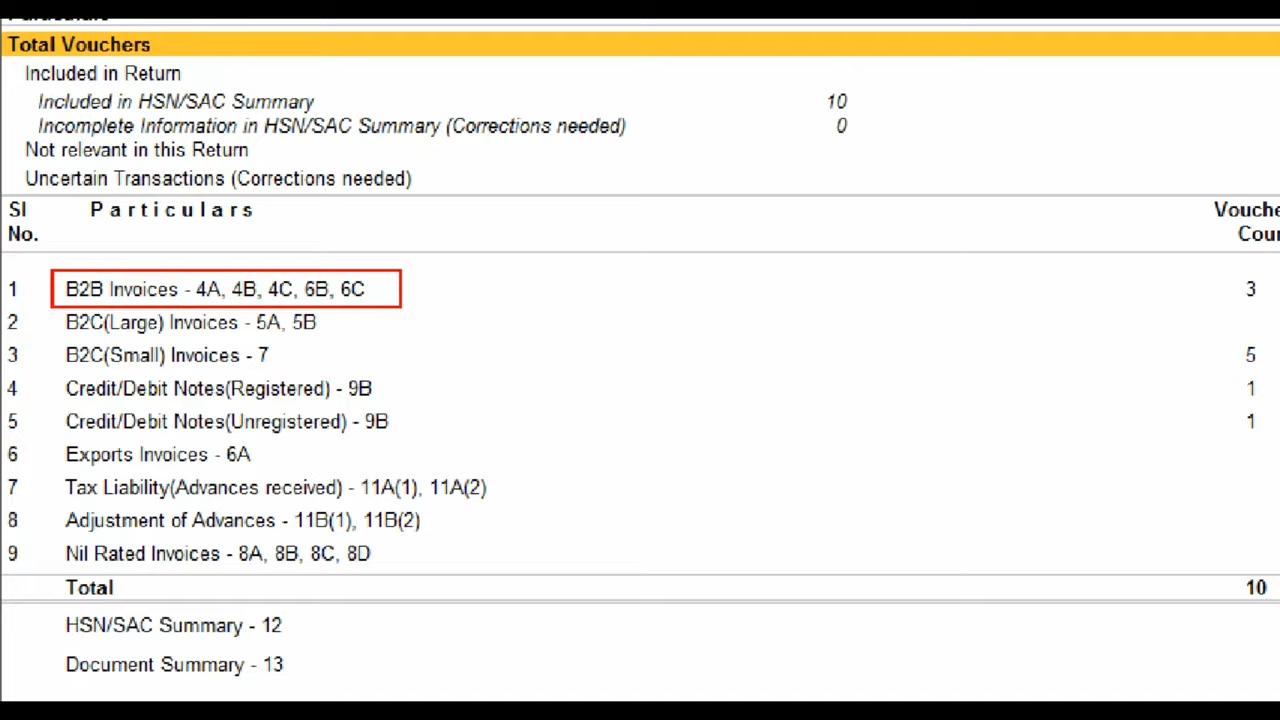 Particulars
Total Vouchers
Included in Return
Included in HSN/SAC Summary 10
Incomplete Information in HSN/SAC Summary (Corrections needed) 0
Not relevant in this Return
Uncertain Transactions (Corrections needed)
Sl Particulars Vouche
No. Cour
1 B2B Invoices - 4A, 4B, 4C, 6B, 6C 3
2 B2C(Large) Invoices - 5A, 5B
3 B2C(Small) Invoices - 7 5
4 Credit/Debit Notes(Registered) - 9B 1
5 Credit/Debit Notes(Unregistered) - 9B 1
6 Exports Invoices - 6A
7 Tax Liability(Advances received) - 11A(1), 11A(2)
8 Adjustment of Advances - 11B(1), 11B(2)
9 Nil Rated Invoices - 8A, 8B, 8C, 8D
Total 10
HSN/SAC Summary - 12
Document Summary - 13